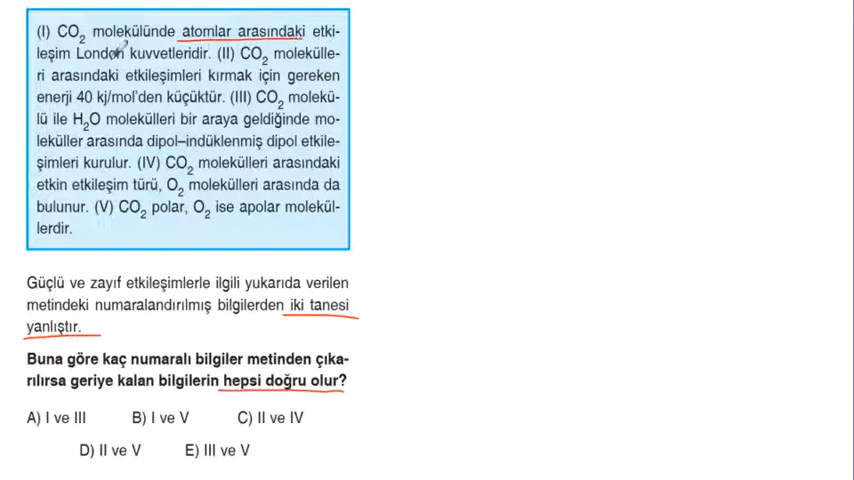 (I) CO₂ molekülünde atomlar arasındaki etki-
leşim London kuvvetleridir. (II) CO₂ molekülle-
ri arasındaki etkileşimleri kırmak için gereken
enerji 40 kj/mol'den küçüktür. (III) CO₂ molekü-
lü ile H₂O molekülleri bir araya geldiğinde mo-
leküller arasında dipol–indüklenmiş dipol etkile-
şimleri kurulur. (IV) CO₂ molekülleri arasındaki
etkin etkileşim türü, O₂ molekülleri arasında da
bulunur. (V) CO₂ polar, O₂ ise apolar molekül-
lerdir.
Güçlü ve zayıf etkileşimlerle ilgili yukarıda verilen
metindeki numaralandırılmış bilgilerden iki tanesi
yanlıştır.
Buna göre kaç numaralı bilgiler metinden çıka-
rılırsa geriye kalan bilgilerin hepsi doğru olur?
A) I ve III B) I ve V C) II ve IV
D) II ve V E) III ve V